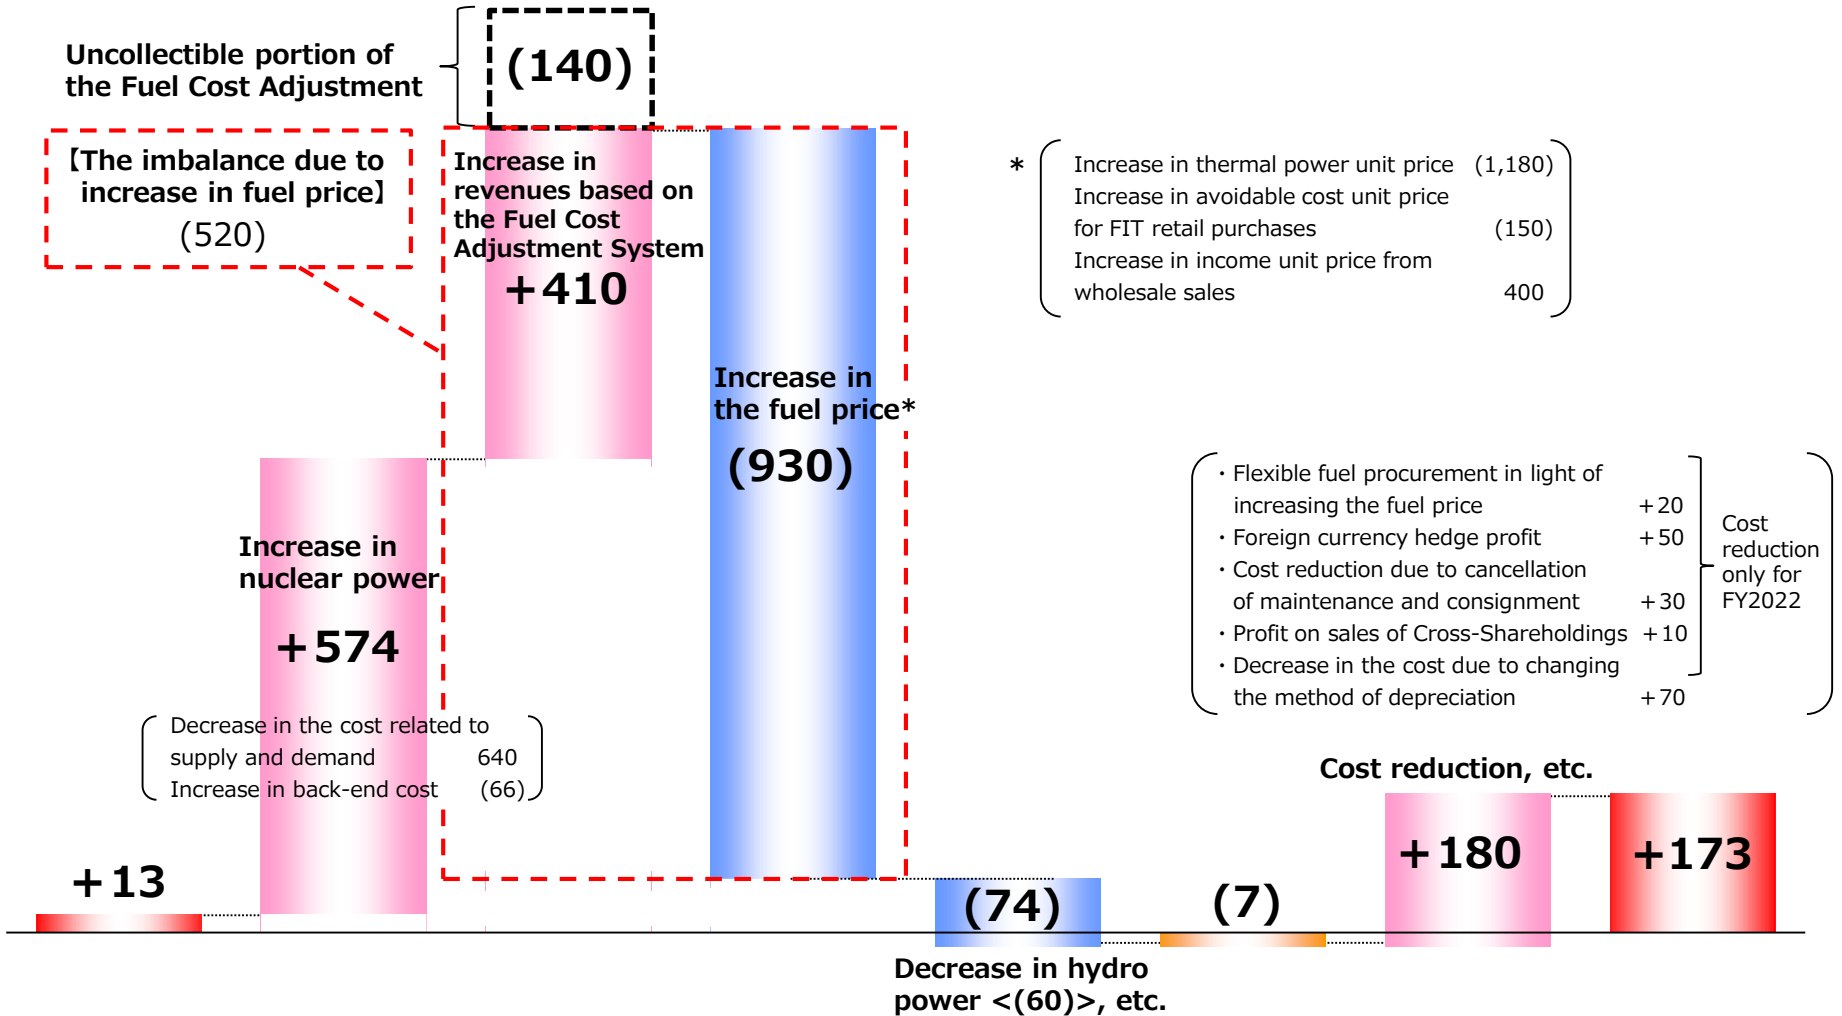 Uncollectible portion of
the Fuel Cost Adjustment
(140)
【The imbalance due to
increase in fuel price】
(520)
Increase in
revenues based on
the Fuel Cost
Adjustment System
+410
* Increase in thermal power unit price (1,180)
Increase in avoidable cost unit price
for FIT retail purchases (150)
Increase in income unit price from
wholesale sales 400
Increase in
the fuel price*
(930)
Increase in
nuclear power
+574
Decrease in the cost related to
supply and demand 640
Increase in back-end cost (66)
・Flexible fuel procurement in light of
increasing the fuel price +20
・Foreign currency hedge profit +50
・Cost reduction due to cancellation
of maintenance and consignment +30
・Profit on sales of Cross-Shareholdings +10
・Decrease in the cost due to changing
the method of depreciation +70
Cost
reduction
only for
FY2022
+13
(74)
Decrease in hydro
power <(60)>, etc.
(7)
Cost reduction, etc.
+180
+173